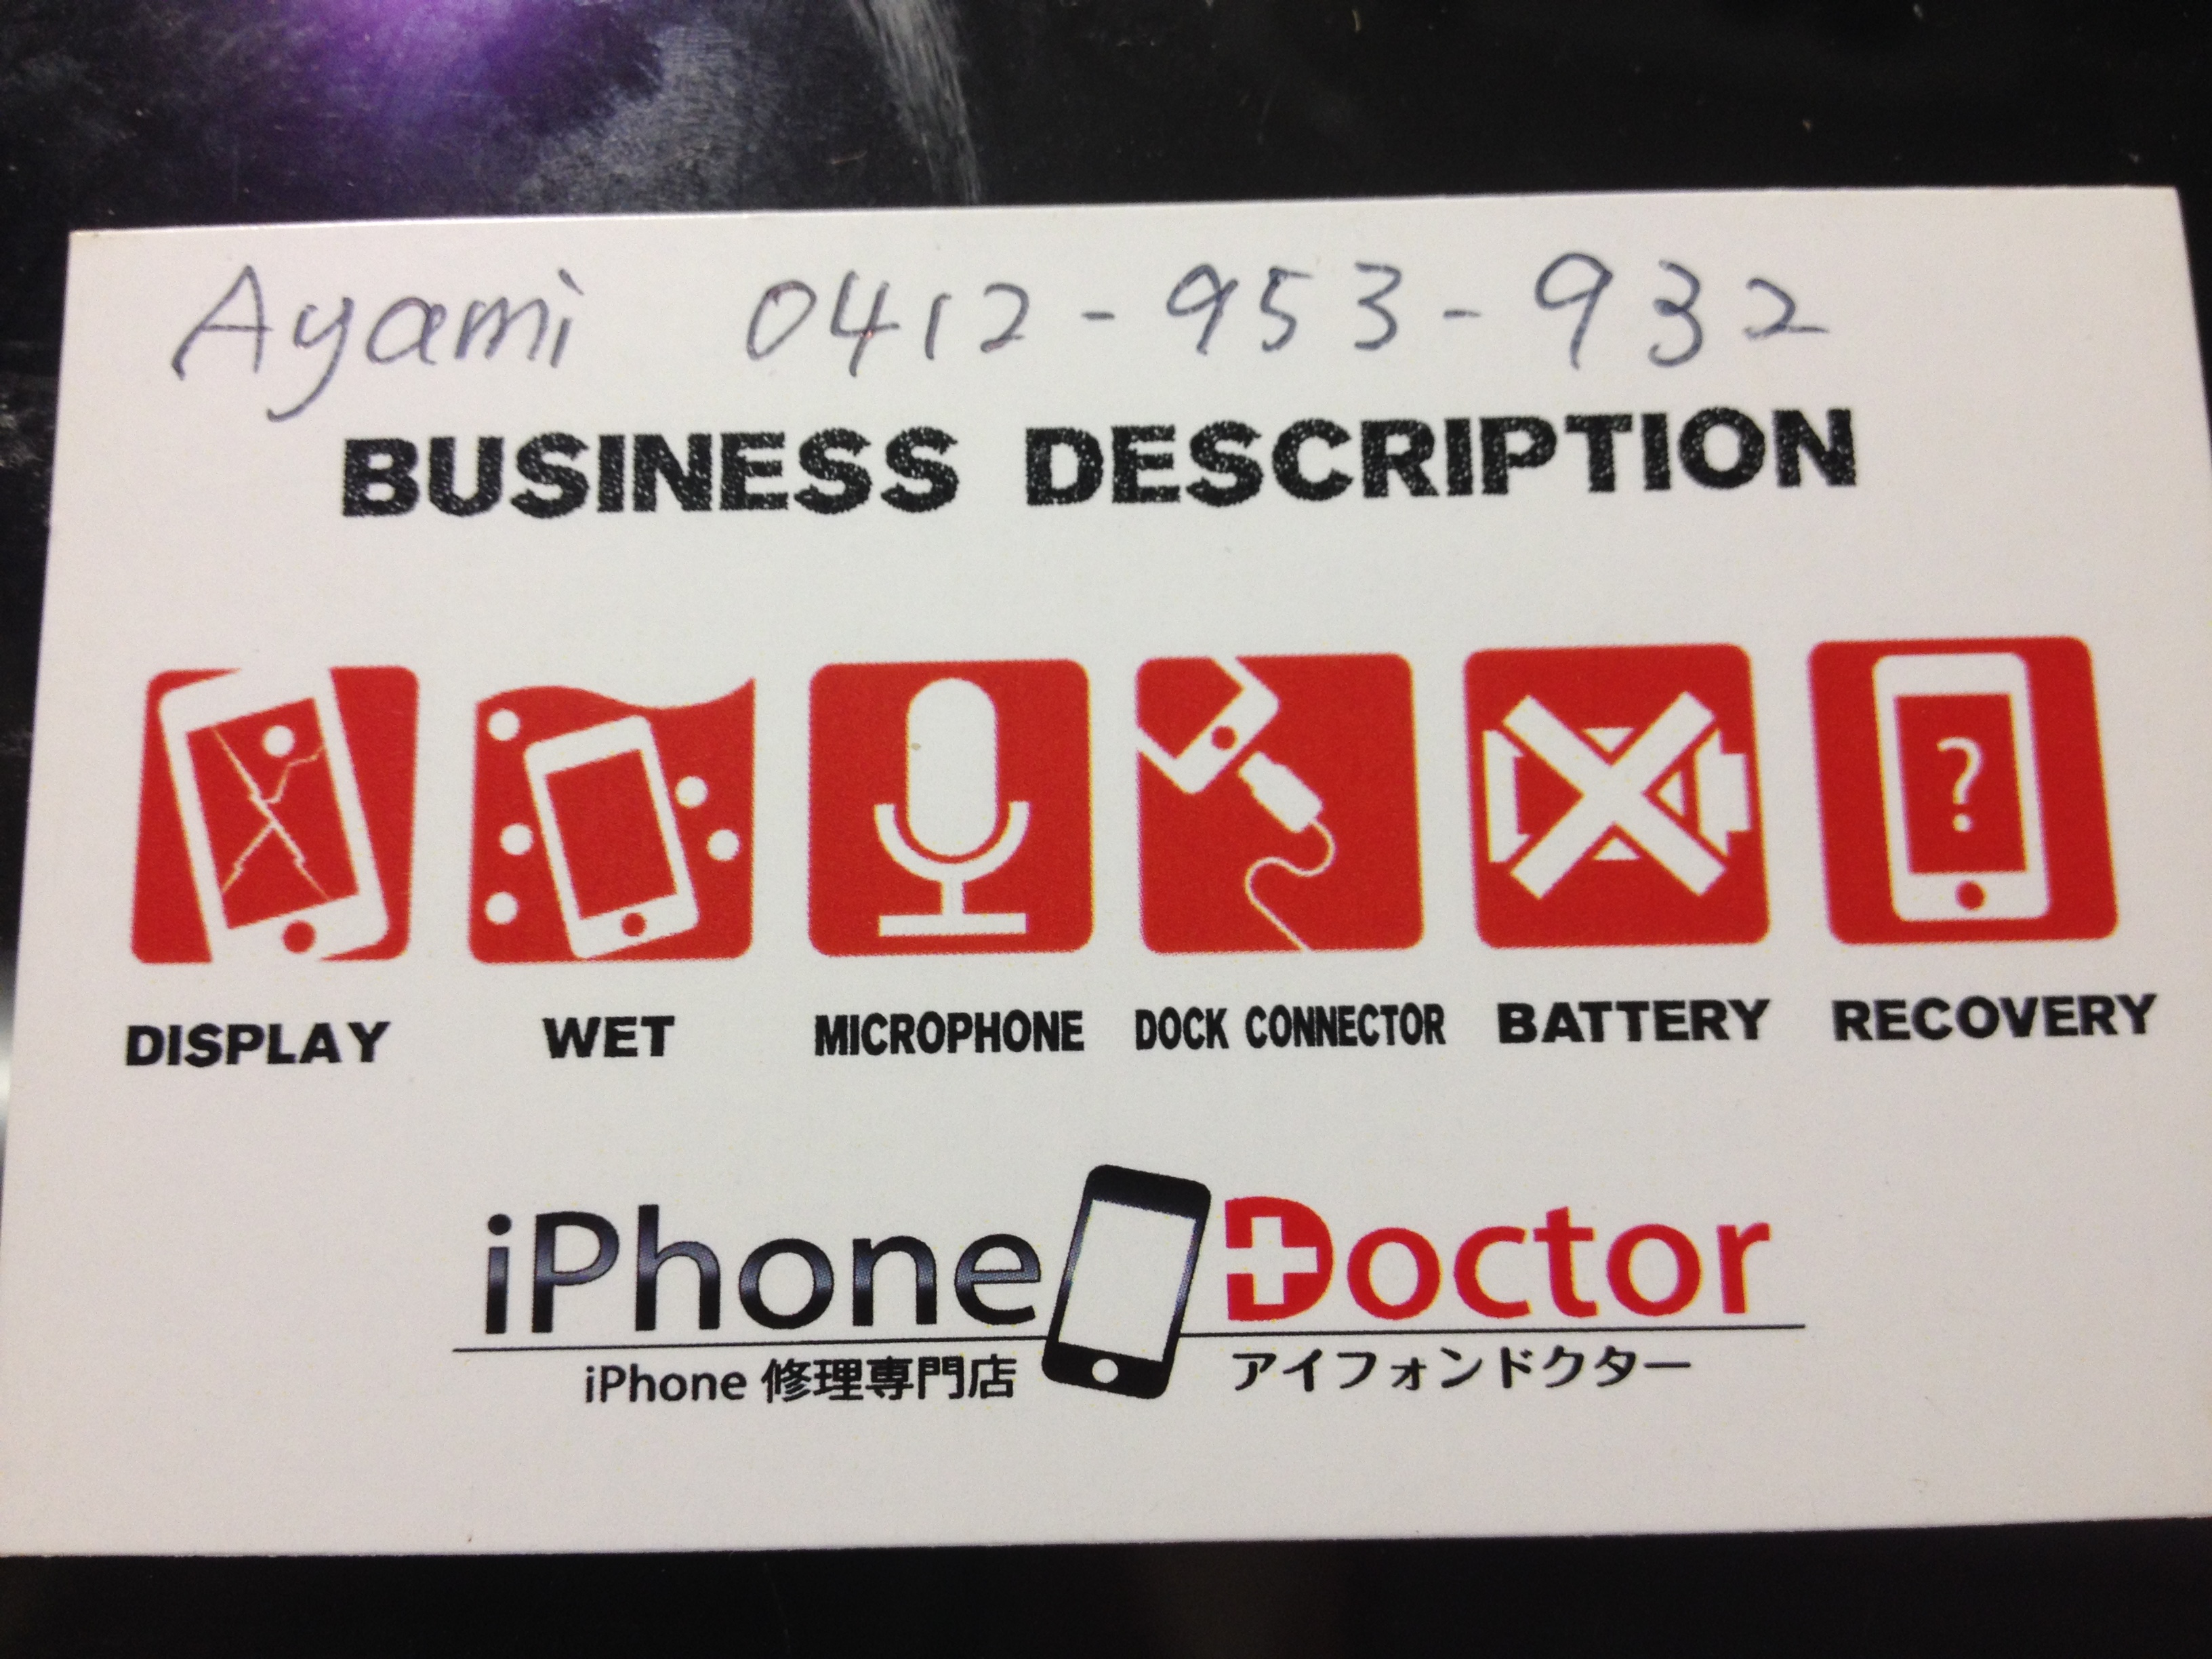 Ayami 0412-953-932
BUSINESS DESCRIPTION
?
DISPLAY WET MICROPHONE DOCK CONNECTOR BATTERY RECOVERY
iPhone Doctor
iPhone 修理専門店 アイフォンドクター